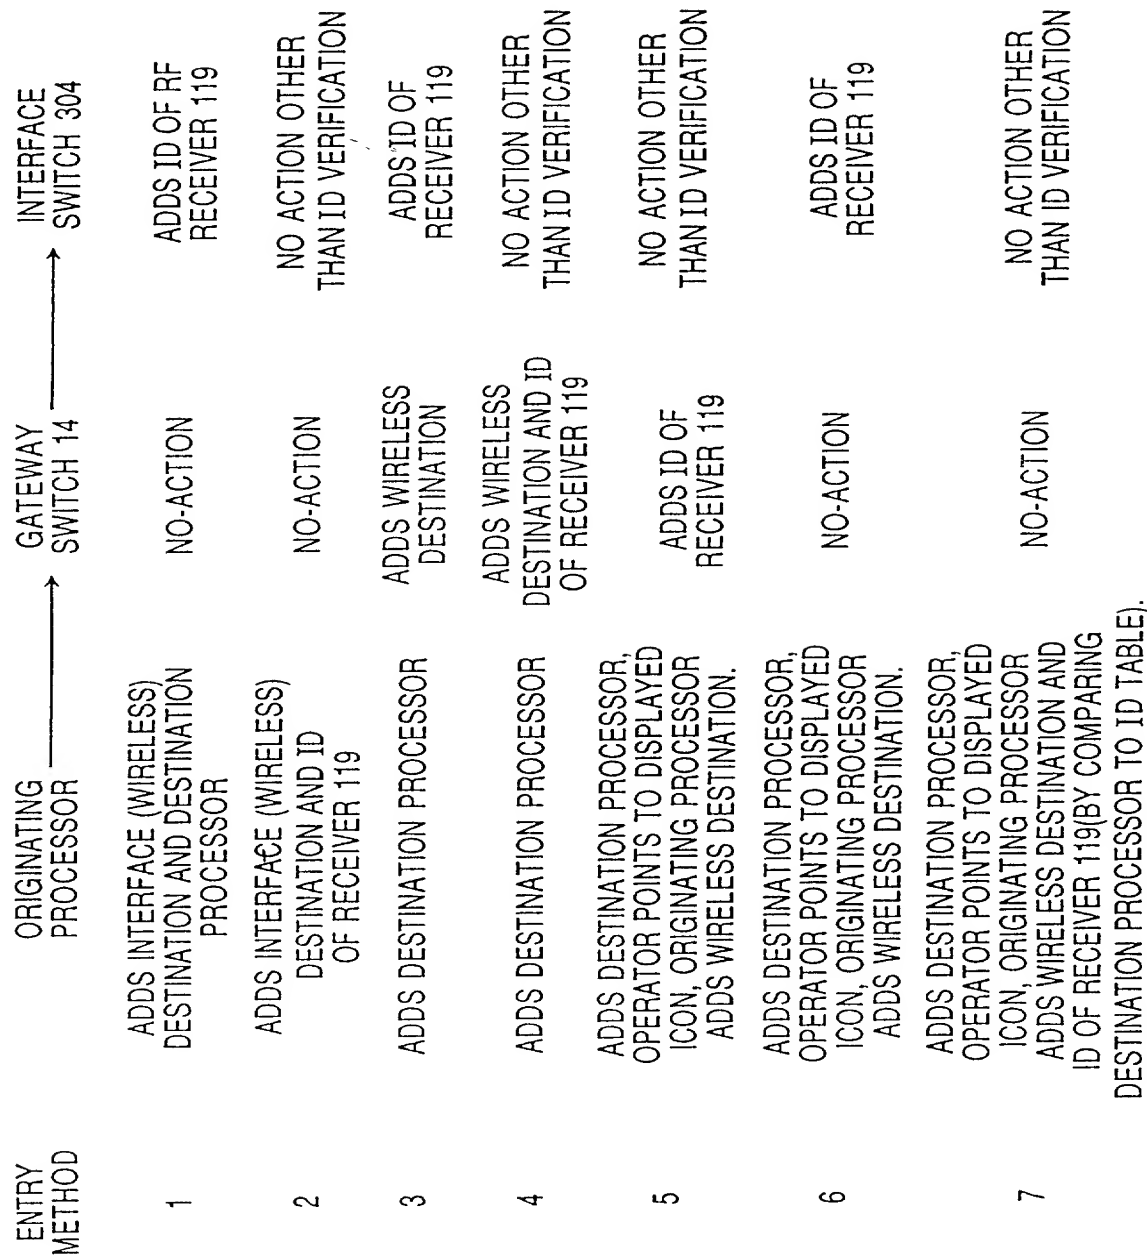 ENTRY
METHOD
ORIGINATING
PROCESSOR
GATEWAY
SWITCH 14
INTERFACE
SWITCH 304
1
ADDS INTERFACE (WIRELESS)
DESTINATION AND DESTINATION
PROCESSOR
NO-ACTION
ADDS ID OF RF
RECEIVER 119
2
ADDS INTERFACE (WIRELESS)
DESTINATION AND ID
OF RECEIVER 119
NO-ACTION
NO ACTION OTHER
THAN ID VERIFICATION
3
ADDS DESTINATION PROCESSOR
ADDS WIRELESS
DESTINATION
ADDS ID OF
RECEIVER 119
4
ADDS DESTINATION PROCESSOR
ADDS WIRELESS
DESTINATION AND ID
OF RECEIVER 119
NO ACTION OTHER
THAN ID VERIFICATION
5
ADDS DESTINATION PROCESSOR,
OPERATOR POINTS TO DISPLAYED
ICON, ORIGINATING PROCESSOR
ADDS WIRELESS DESTINATION.
ADDS ID OF
RECEIVER 119
NO ACTION OTHER
THAN ID VERIFICATION
6
ADDS DESTINATION PROCESSOR,
OPERATOR POINTS TO DISPLAYED
ICON, ORIGINATING PROCESSOR
ADDS WIRELESS DESTINATION.
NO-ACTION
ADDS ID OF
RECEIVER 119
7
ADDS DESTINATION PROCESSOR,
OPERATOR POINTS TO DISPLAYED
ICON, ORIGINATING PROCESSOR
ADDS WIRELESS DESTINATION AND
ID OF RECEIVER 119(BY COMPARING
DESTINATION PROCESSOR TO ID TABLE).
NO-ACTION
NO ACTION OTHER
THAN ID VERIFICATION